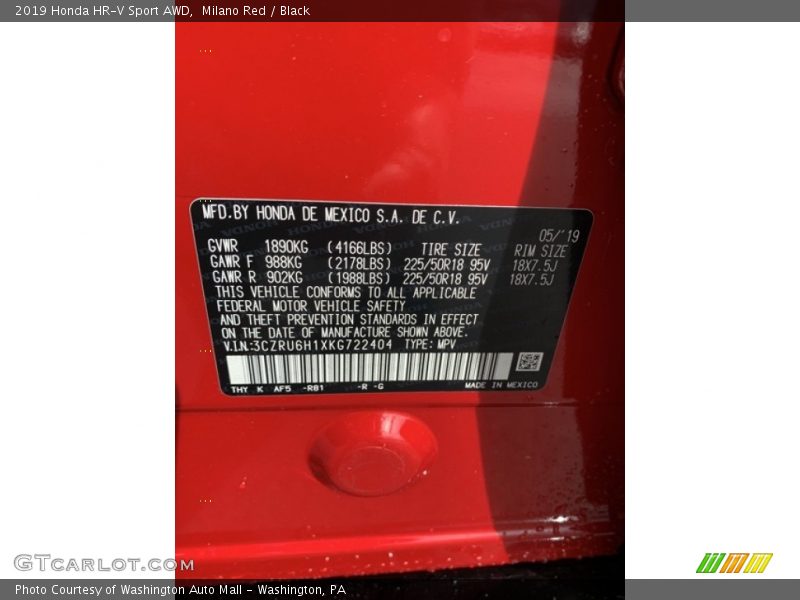 2019 Honda HR-V Sport AWD,  Milano Red / Black
MFD.BY HONDA DE MEXICO S.A. DE C.V.
05/'19
GVWR 1890KG (4166LBS) TIRE SIZE RIM SIZE
GAWR F 988KG (2178LBS) 225/50R18 95V 18X7.5J
GAWR R 902KG (1988LBS) 225/50R18 95V 18X7.5J
THIS VEHICLE CONFORMS TO ALL APPLICABLE
FEDERAL MOTOR VEHICLE SAFETY
AND THEFT PREVENTION STANDARDS IN EFFECT
ON THE DATE OF MANUFACTURE SHOWN ABOVE.
V.I.N:3CZRU6H1XKG722404 TYPE: MPV
THY K AF5 -R81 -R -G MADE IN MEXICO
GTcarlot.com
Photo Courtesy of Washington Auto Mall - Washington, PA